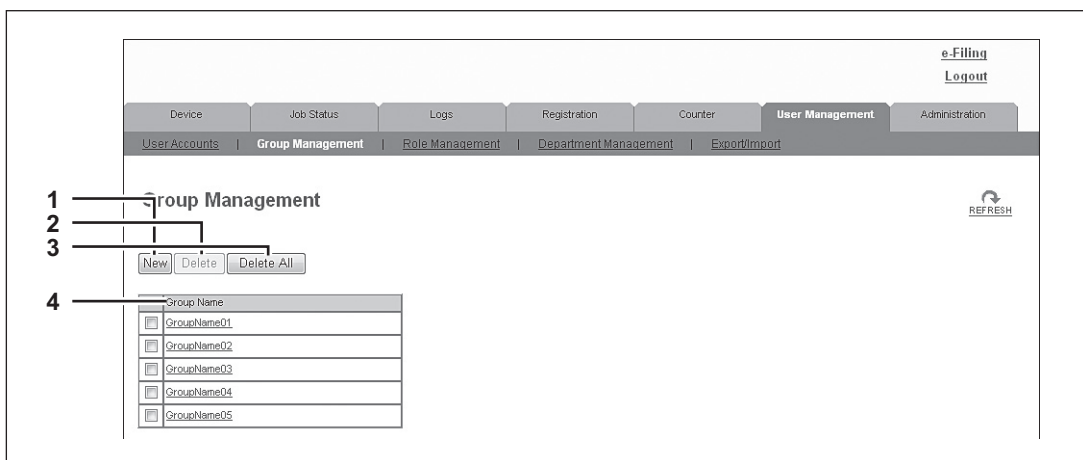 e-Filing
Logout
Device Job Status Logs Registration Counter User Management Administration
User Accounts | Group Management | Role Management | Department Management | Export/Import
1
Group Management
REFRESH
2
3
New Delete Delete All
4
Group Name
GroupName01
GroupName02
GroupName03
GroupName04
GroupName05